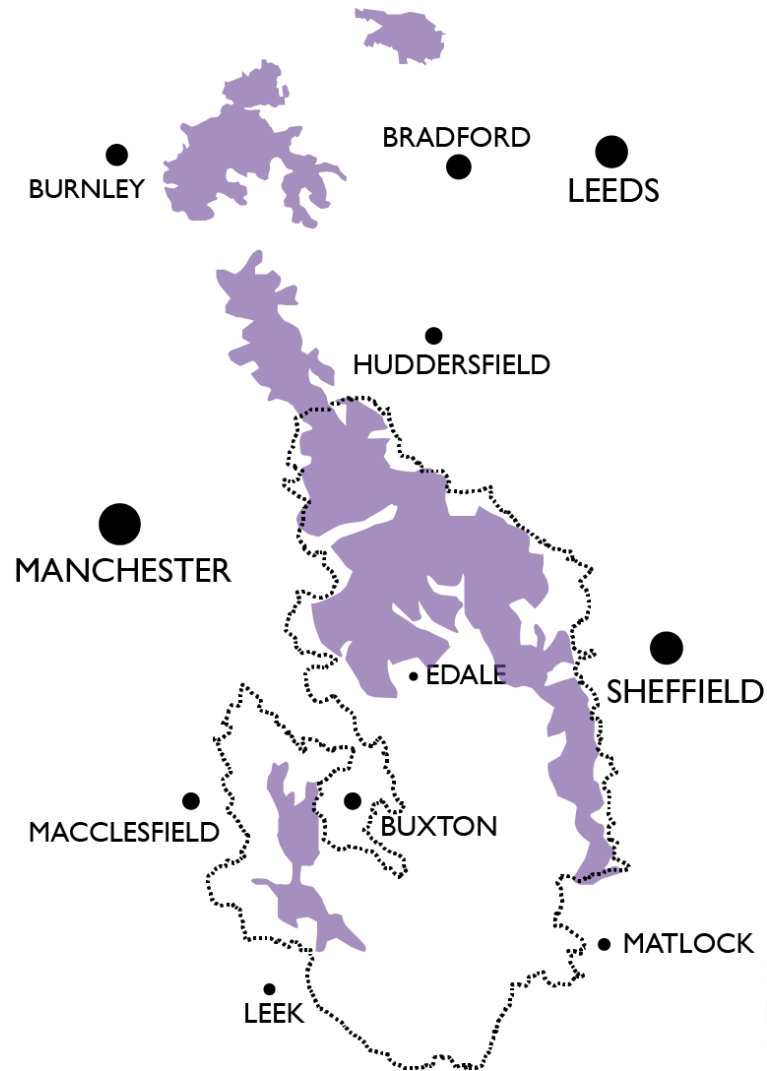 BRADFORD
BURNLEY
LEEDS
HUDDERSFIELD
MANCHESTER
EDALE
SHEFFIELD
MACCLESFIELD
BUXTON
MATLOCK
LEEK